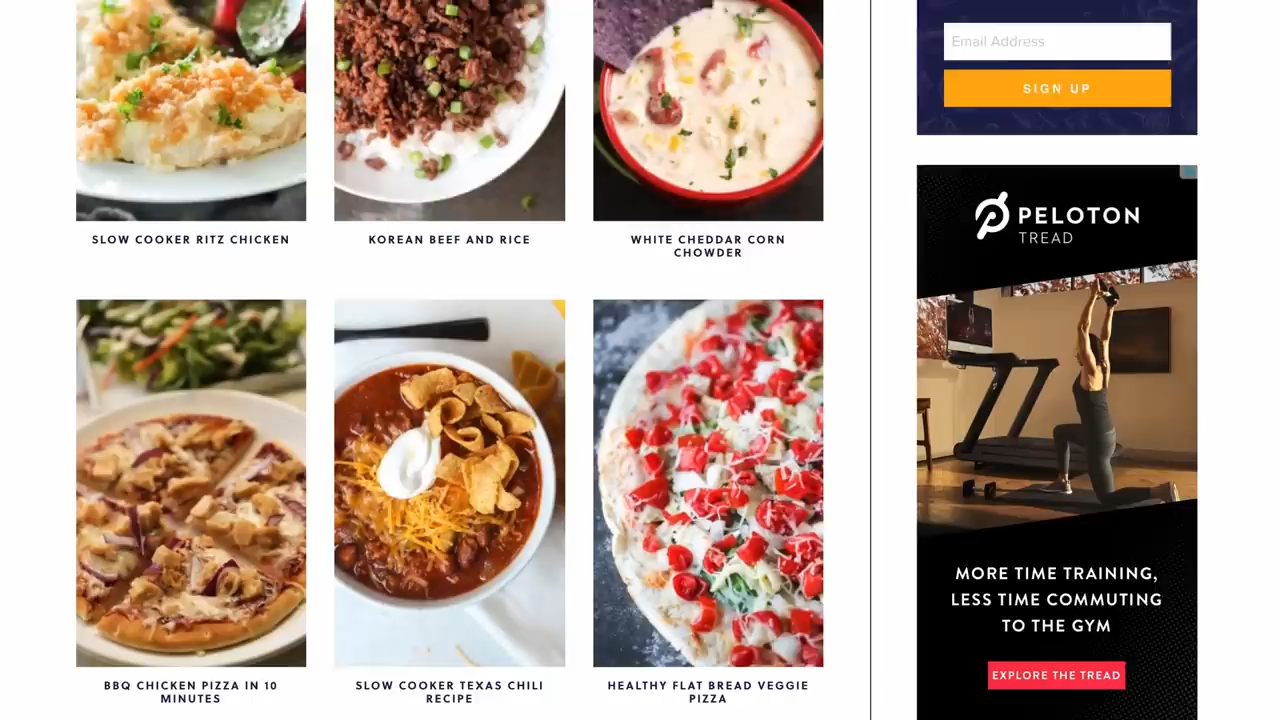 SLOW COOKER RITZ CHICKEN
KOREAN BEEF AND RICE
WHITE CHEDDAR CORN
CHOWDER
BBQ CHICKEN PIZZA IN 10
MINUTES
SLOW COOKER TEXAS CHILI
RECIPE
HEALTHY FLAT BREAD VEGGIE
PIZZA
Email Address
SIGN UP
PELOTON
TREAD
MORE TIME TRAINING,
LESS TIME COMMUTING
TO THE GYM
EXPLORE THE TREAD